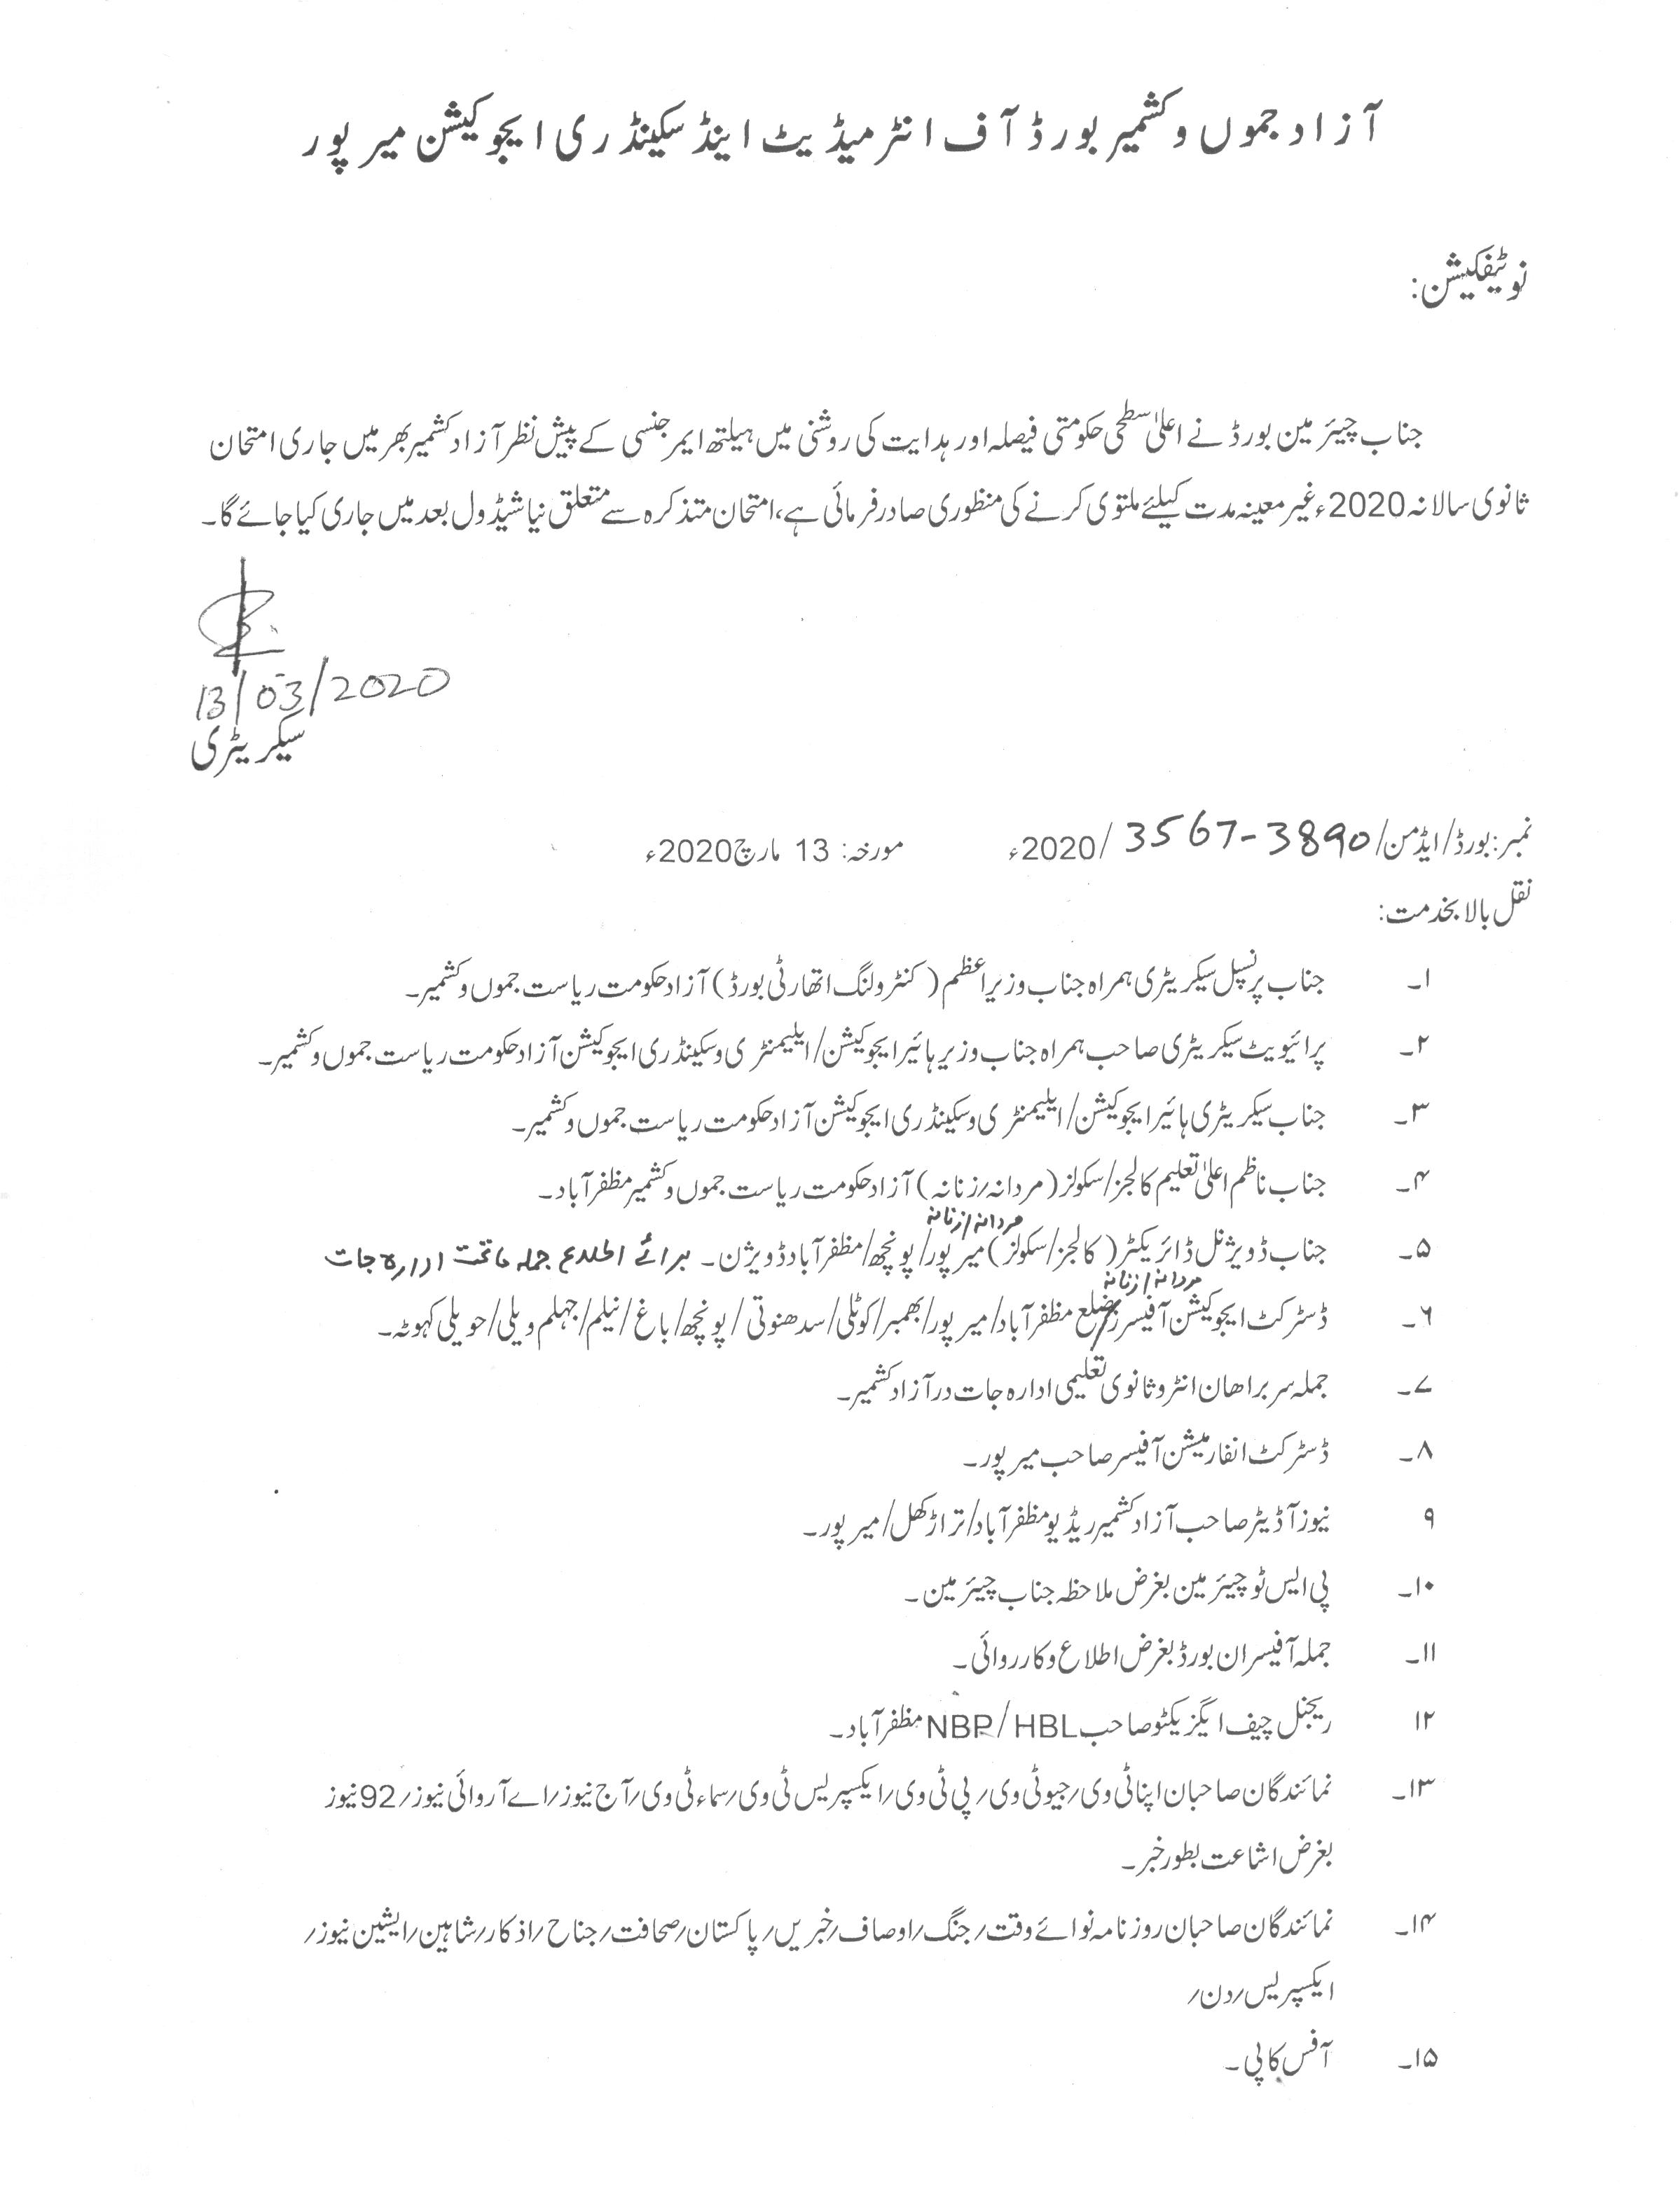 آزاد جموں و کشمیر بورڈ آف انٹرمیڈیٹ اینڈ سکینڈری ایجوکیشن میرپور
نوٹیفکیشن:
جناب چیئرمین بورڈ نے اعلیٰ سطحی حکومتی فیصلہ اور ہدایت کی روشنی میں ہیلتھ ایمرجنسی کے پیش نظر آزاد کشمیر بھر میں جاری امتحان
ثانوی سالانہ 2020ء غیر معینہ مدت کیلئے ملتوی کرنے کی منظوری صادر فرمائی ہے، امتحان متذکرہ سے متعلق نیا شیڈول بعد میں جاری کیا جائے گا۔
13/03/2020
سیکریٹری
نمبر: بورڈ/ایڈمن/3567-3890/2020ء مورخہ: 13 مارچ 2020ء
نقل بالا بخدمت:
۱۔ جناب پرنسپل سیکریٹری ہمراہ جناب وزیر اعظم (کنٹرولنگ اتھارٹی بورڈ) آزاد حکومت ریاست جموں و کشمیر۔
۲۔ پرائیویٹ سیکریٹری صاحب ہمراہ جناب وزیر ہائیر ایجوکیشن/ایلیمنٹری و سکینڈری ایجوکیشن آزاد حکومت ریاست جموں و کشمیر۔
۳۔ جناب سیکریٹری ہائیر ایجوکیشن/ایلیمنٹری و سکینڈری ایجوکیشن آزاد حکومت ریاست جموں و کشمیر۔
۴۔ جناب ناظم اعلیٰ تعلیم کالجز/سکولز (مردانہ/زنانہ) آزاد حکومت ریاست جموں و کشمیر مظفرآباد۔
مردانہ/زنانہ
۵۔ جناب ڈویژنل ڈائریکٹر (کالجز/سکولز) میرپور/پونچھ/مظفرآباد ڈویژن۔ برائے اطلاع جملہ ماتحت ادارہ جات
مردانہ/زنانہ
۶۔ ڈسٹرکٹ ایجوکیشن آفیسرز ضلع مظفرآباد/میرپور/بھمبر/کوٹلی/سدھنوتی/پونچھ/باغ/نیلم/جہلم ویلی/حویلی کہوٹہ۔
۷۔ جملہ سربراھان انٹر و ثانوی تعلیمی ادارہ جات در آزاد کشمیر۔
۸۔ ڈسٹرکٹ انفارمیشن آفیسر صاحب میرپور۔
۹ نیوز آڈیٹر صاحب آزاد کشمیر ریڈیو مظفرآباد/تراڑکھل/میرپور۔
۱۰۔ پی ایس ٹو چیئرمین بغرض ملاحظہ جناب چیئرمین۔
۱۱۔ جملہ آفیسران بورڈ بغرض اطلاع و کارروائی۔
۱۲ ریجنل چیف ایگزیکٹو صاحب NBP/HBL مظفرآباد۔
۱۳۔ نمائندگان صاحبان اپنا ٹی وی/جیو ٹی وی/پی ٹی وی/ایکسپریس ٹی وی/سماء ٹی وی/آج نیوز/اے آر وائی نیوز/92 نیوز
بغرض اشاعت بطور خبر۔
۱۴۔ نمائندگان صاحبان روزنامہ نوائے وقت/جنگ/اوصاف/خبریں/پاکستان/صحافت/جناح/اذکار/شاہین/ایشین نیوز/
ایکسپریس/دن/
۱۵۔ آفس کاپی۔